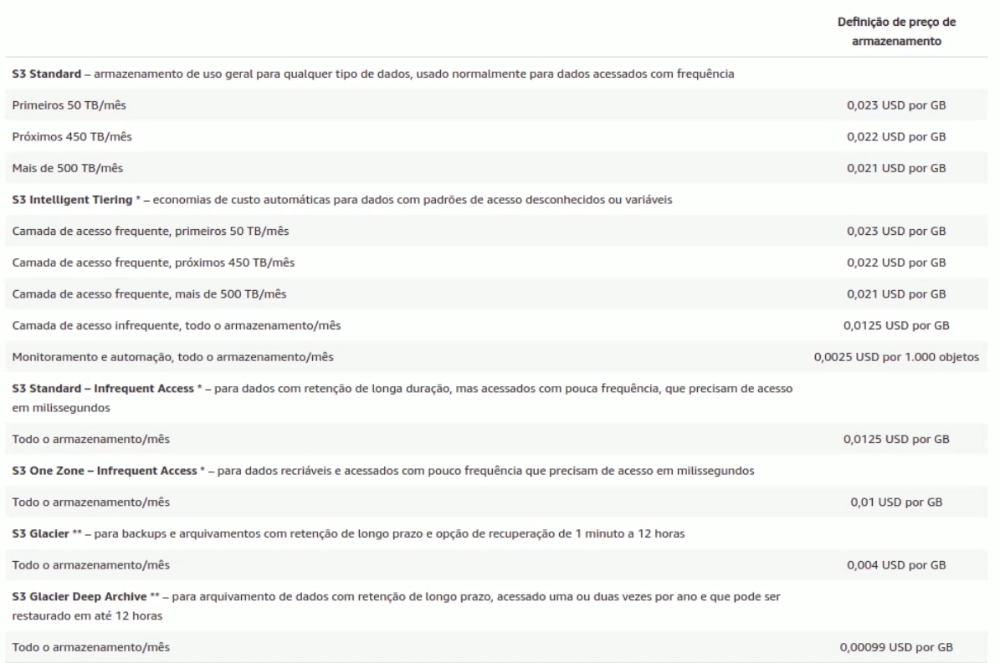 Definição de preço de
armazenamento
S3 Standard – armazenamento de uso geral para qualquer tipo de dados, usado normalmente para dados acessados com frequência
Primeiros 50 TB/mês 0,023 USD por GB
Próximos 450 TB/mês 0,022 USD por GB
Mais de 500 TB/mês 0,021 USD por GB
S3 Intelligent Tiering * – economias de custo automáticas para dados com padrões de acesso desconhecidos ou variáveis
Camada de acesso frequente, primeiros 50 TB/mês 0,023 USD por GB
Camada de acesso frequente, próximos 450 TB/mês 0,022 USD por GB
Camada de acesso frequente, mais de 500 TB/mês 0,021 USD por GB
Camada de acesso infrequente, todo o armazenamento/mês 0,0125 USD por GB
Monitoramento e automação, todo o armazenamento/mês 0,0025 USD por 1.000 objetos
S3 Standard – Infrequent Access * – para dados com retenção de longa duração, mas acessados com pouca frequência, que precisam de acesso
em milissegundos
Todo o armazenamento/mês 0,0125 USD por GB
S3 One Zone – Infrequent Access * – para dados recriáveis e acessados com pouco frequência que precisam de acesso em milissegundos
Todo o armazenamento/mês 0,01 USD por GB
S3 Glacier ** – para backups e arquivamentos com retenção de longo prazo e opção de recuperação de 1 minuto a 12 horas
Todo o armazenamento/mês 0,004 USD por GB
S3 Glacier Deep Archive ** – para arquivamento de dados com retenção de longo prazo, acessado uma ou duas vezes por ano e que pode ser
restaurado em até 12 horas
Todo o armazenamento/mês 0,00099 USD por GB